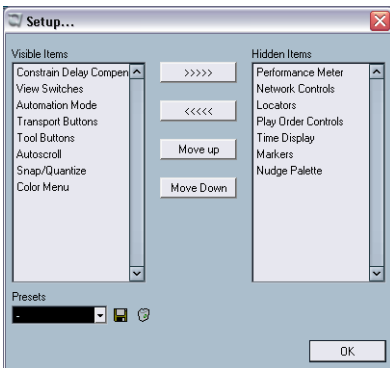 Setup...
Visible Items
Constrain Delay Compen
View Switches
Automation Mode
Transport Buttons
Tool Buttons
Autoscroll
Snap/Quantize
Color Menu
>>>>>
<<<<<
Move up
Move Down
Hidden Items
Performance Meter
Network Controls
Locators
Play Order Controls
Time Display
Markers
Nudge Palette
Presets
-
OK